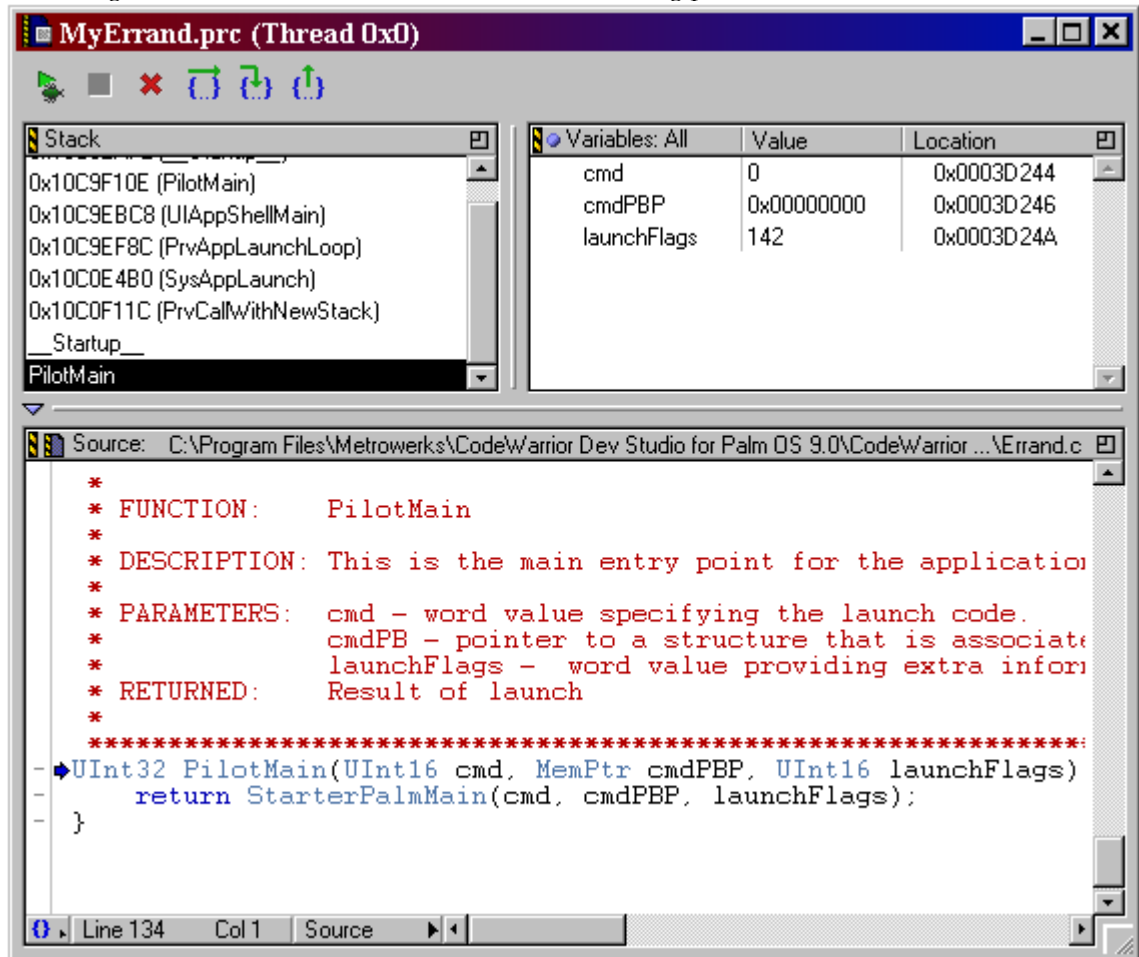 MyErrand.prc (Thread 0x0)
Stack
0x10C9F10E (PilotMain)
0x10C9EBC8 (UIAppShellMain)
0x10C9EF8C (PrvAppLaunchLoop)
0x10C0E4B0 (SysAppLaunch)
0x10C0F11C (PrvCallWithNewStack)
__Startup__
PilotMain
Variables: All Value Location
cmd 0 0x0003D244
cmdPBP 0x00000000 0x0003D246
launchFlags 142 0x0003D24A
Source: C:\Program Files\Metrowerks\CodeWarrior Dev Studio for Palm OS 9.0\CodeWarrior ...\Errand.c
*
* FUNCTION: PilotMain
*
* DESCRIPTION: This is the main entry point for the application
*
* PARAMETERS: cmd - word value specifying the launch code.
* cmdPB - pointer to a structure that is associate
* launchFlags - word value providing extra infor
* RETURNED: Result of launch
*
*************************************************************
UInt32 PilotMain(UInt16 cmd, MemPtr cmdPBP, UInt16 launchFlags)
return StarterPalmMain(cmd, cmdPBP, launchFlags);
}
Line 134 Col 1 Source